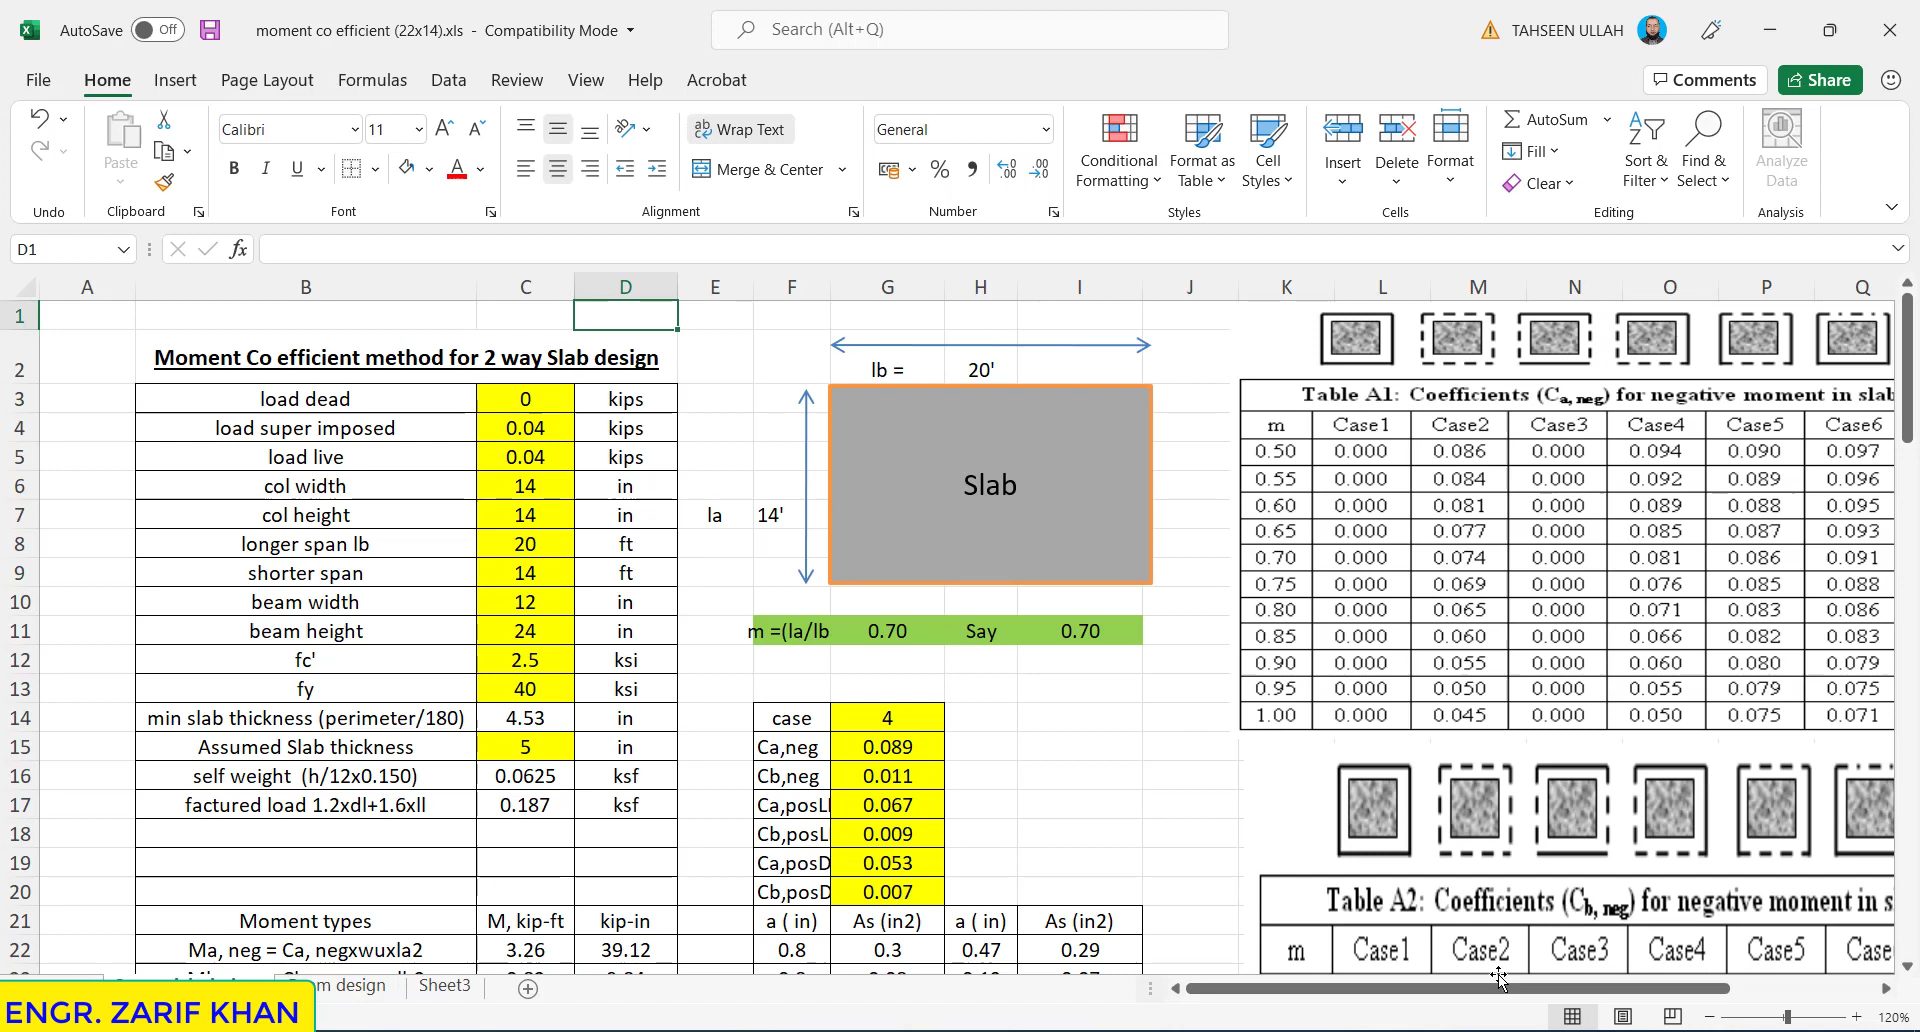 AutoSave Off moment co efficient (22x14).xls - Compatibility Mode Search (Alt+Q) TAHSEEN ULLAH
File Home Insert Page Layout Formulas Data Review View Help Acrobat Comments Share
Calibri 11 Wrap Text General AutoSum
Paste Merge & Center Conditional Formatting Format as Table Cell Styles Insert Delete Format Fill Clear Sort & Filter Find & Select Analyze Data
Undo Clipboard Font Alignment Number Styles Cells Editing Analysis
D1 fx
A B C D E F G H I J K L M N O P Q
1
2 Moment Co efficient method for 2 way Slab design lb = 20'
3 load dead 0 kips
4 load super imposed 0.04 kips
5 load live 0.04 kips
6 col width 14 in Slab
7 col height 14 in la 14'
8 longer span lb 20 ft
9 shorter span 14 ft
10 beam width 12 in
11 beam height 24 in m =(la/lb 0.70 Say 0.70
12 fc' 2.5 ksi
13 fy 40 ksi
14 min slab thickness (perimeter/180) 4.53 in case 4
15 Assumed Slab thickness 5 in Ca,neg 0.089
16 self weight (h/12x0.150) 0.0625 ksf Cb,neg 0.011
17 factured load 1.2xdl+1.6xll 0.187 ksf Ca,posLl 0.067
18 Cb,posL 0.009
19 Ca,posD 0.053
20 Cb,posD 0.007
21 Moment types M, kip-ft kip-in a ( in) As (in2) a ( in) As (in2)
22 Ma, neg = Ca, negxwuxla2 3.26 39.12 0.8 0.3 0.47 0.29
Table A1: Coefficients (Ca, neg) for negative moment in slab
m Case1 Case2 Case3 Case4 Case5 Case6
0.50 0.000 0.086 0.000 0.094 0.090 0.097
0.55 0.000 0.084 0.000 0.092 0.089 0.096
0.60 0.000 0.081 0.000 0.089 0.088 0.095
0.65 0.000 0.077 0.000 0.085 0.087 0.093
0.70 0.000 0.074 0.000 0.081 0.086 0.091
0.75 0.000 0.069 0.000 0.076 0.085 0.088
0.80 0.000 0.065 0.000 0.071 0.083 0.086
0.85 0.000 0.060 0.000 0.066 0.082 0.083
0.90 0.000 0.055 0.000 0.060 0.080 0.079
0.95 0.000 0.050 0.000 0.055 0.079 0.075
1.00 0.000 0.045 0.000 0.050 0.075 0.071
Table A2: Coefficients (Cb, neg) for negative moment in s
m Case1 Case2 Case3 Case4 Case5 Case
m design Sheet3
ENGR. ZARIF KHAN
120%